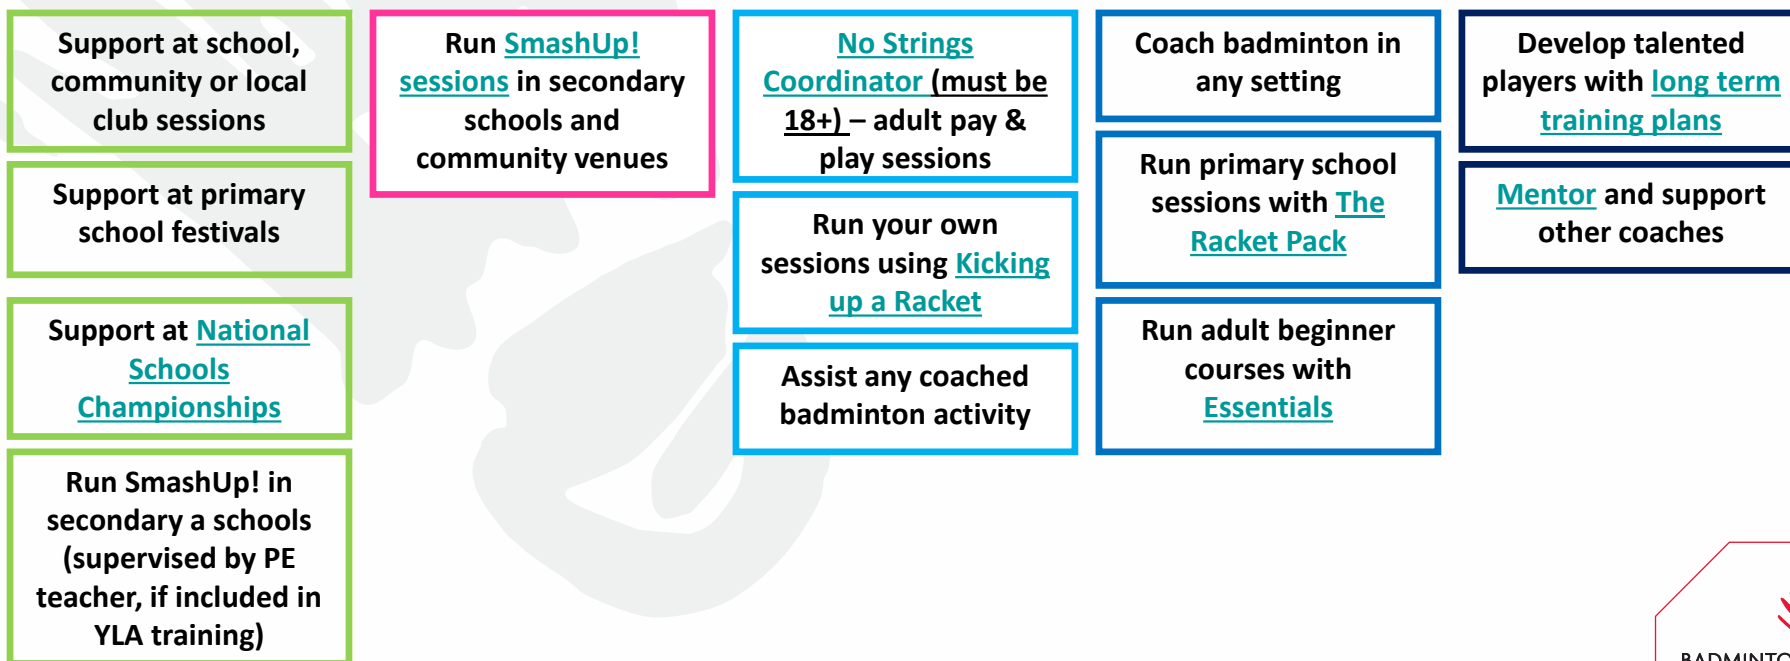 Support at school,
community or local
club sessions
Support at primary
school festivals
Support at National
Schools
Championships
Run SmashUp! in
secondary a schools
(supervised by PE
teacher, if included in
YLA training)
Run SmashUp!
sessions in secondary
schools and
community venues
No Strings
Coordinator (must be
18+) – adult pay &
play sessions
Run your own
sessions using Kicking
up a Racket
Assist any coached
badminton activity
Coach badminton in
any setting
Run primary school
sessions with The
Racket Pack
Run adult beginner
courses with
Essentials
Develop talented
players with long term
training plans
Mentor and support
other coaches